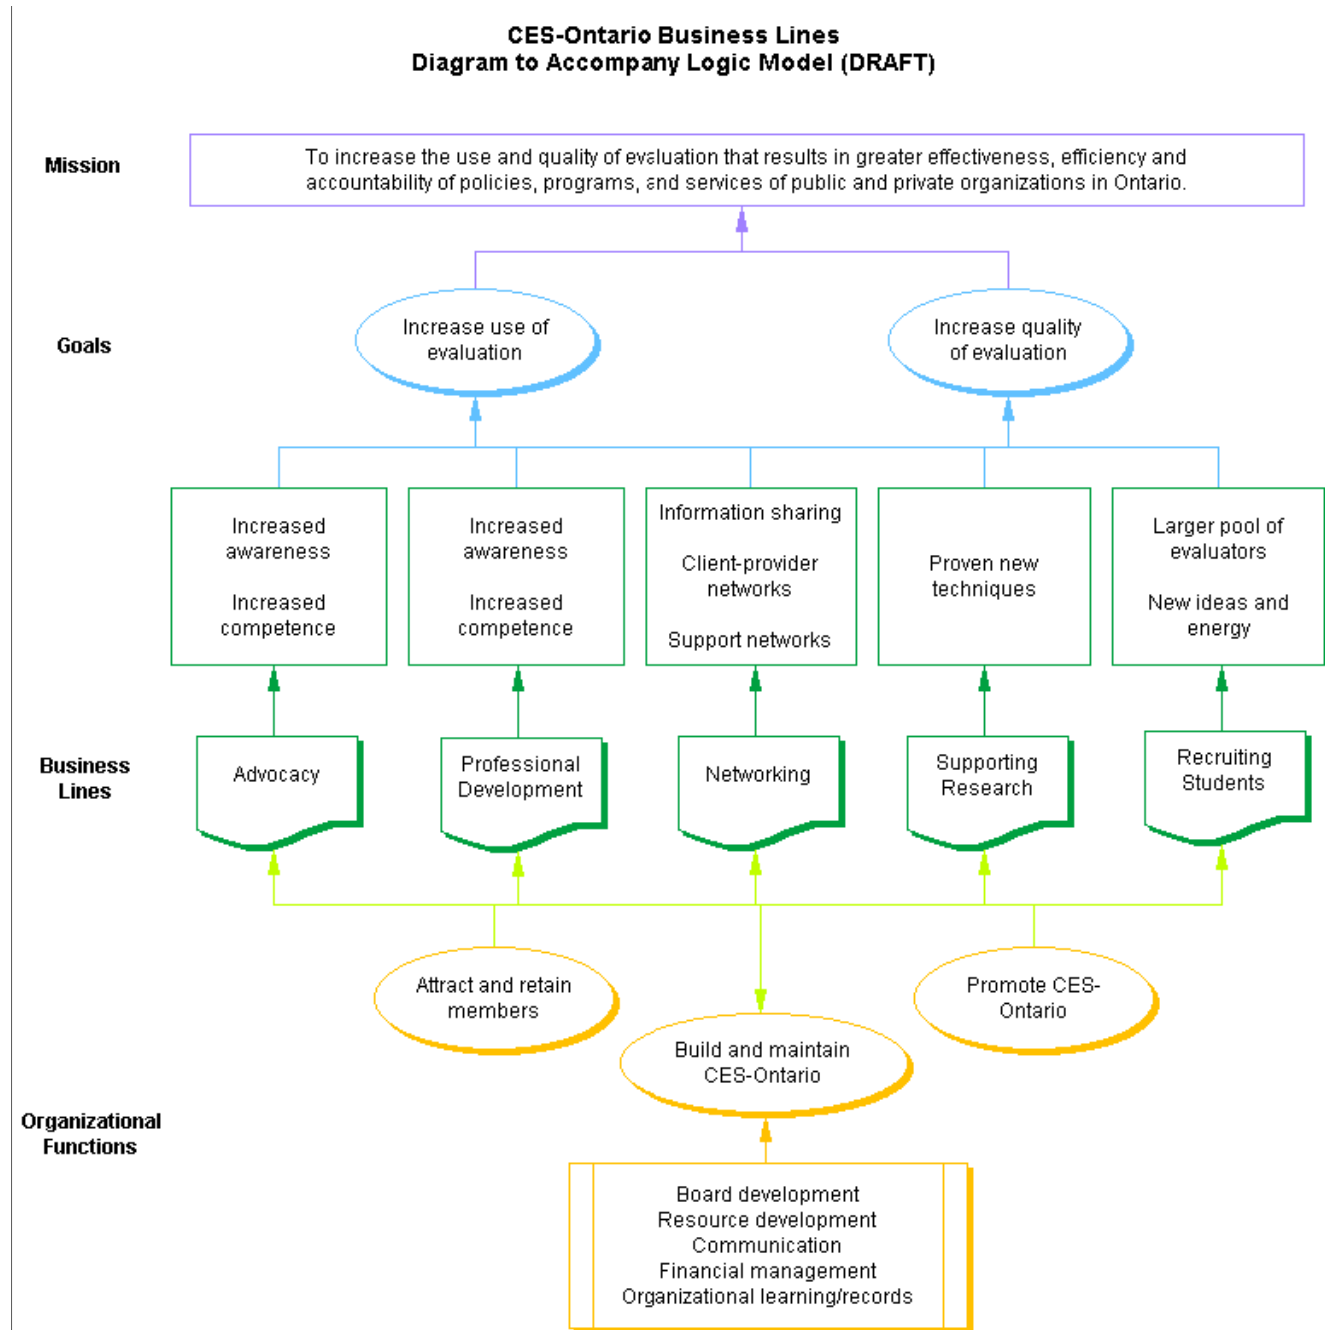 CES-Ontario Business Lines
Diagram to Accompany Logic Model (DRAFT)
Mission
To increase the use and quality of evaluation that results in greater effectiveness, efficiency and
accountability of policies, programs, and services of public and private organizations in Ontario.
Goals
Increase use of
evaluation
Increase quality
of evaluation
Increased
awareness
Increased
competence
Increased
awareness
Increased
competence
Information sharing
Client-provider
networks
Support networks
Proven new
techniques
Larger pool of
evaluators
New ideas and
energy
Business
Lines
Advocacy
Professional
Development
Networking
Supporting
Research
Recruiting
Students
Attract and retain
members
Promote CES-
Ontario
Build and maintain
CES-Ontario
Organizational
Functions
Board development
Resource development
Communication
Financial management
Organizational learning/records